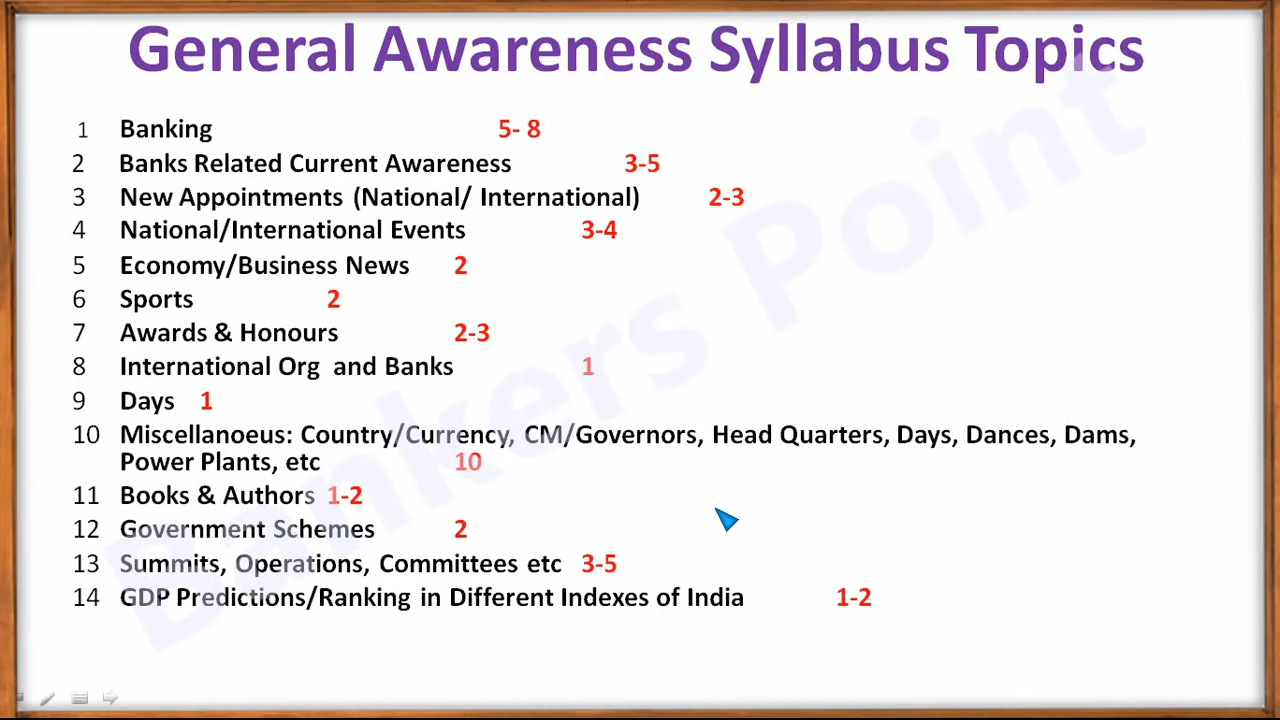 General Awareness Syllabus Topics
1 Banking 5- 8
2 Banks Related Current Awareness 3-5
3 New Appointments (National/ International) 2-3
4 National/International Events 3-4
5 Economy/Business News 2
6 Sports 2
7 Awards & Honours 2-3
8 International Org and Banks 1
9 Days 1
10 Miscellanoeus: Country/Currency, CM/Governors, Head Quarters, Days, Dances, Dams,
Power Plants, etc 10
11 Books & Authors 1-2
12 Government Schemes 2
13 Summits, Operations, Committees etc 3-5
14 GDP Predictions/Ranking in Different Indexes of India 1-2
Bankers Point